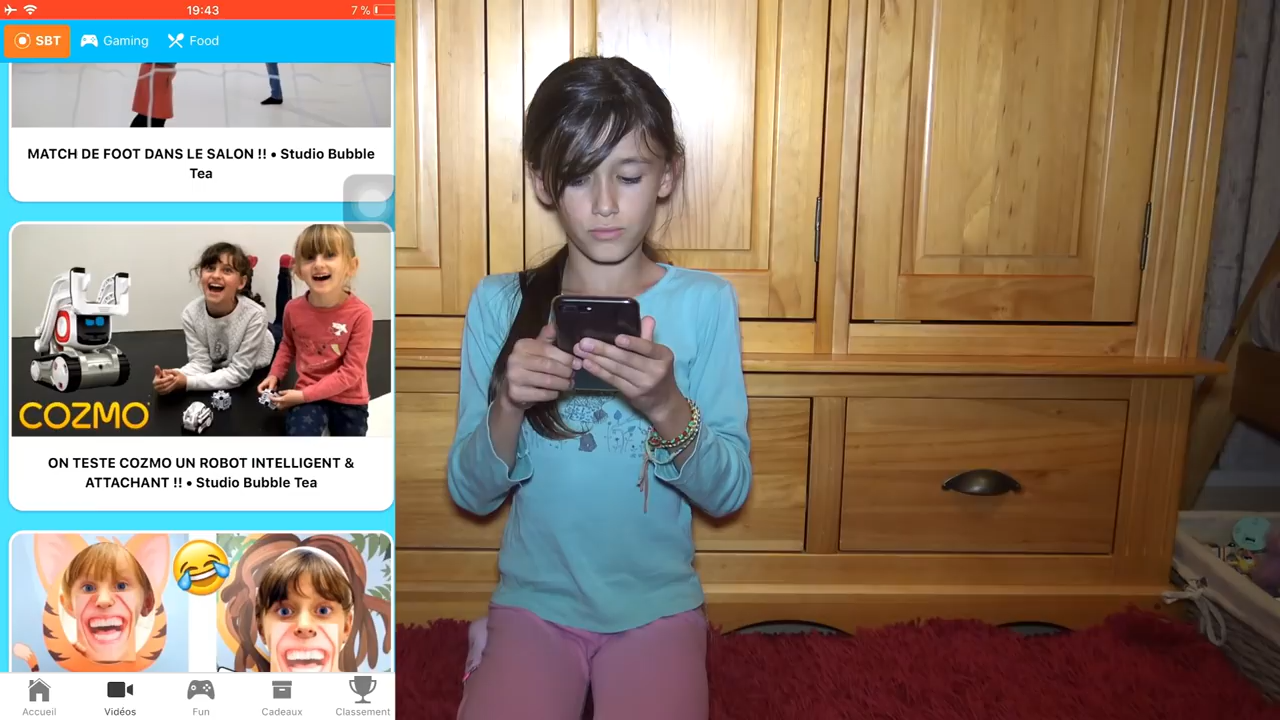 19:43
7 %
SBT
Gaming
Food
MATCH DE FOOT DANS LE SALON !! • Studio Bubble
Tea
COZMO
ON TESTE COZMO UN ROBOT INTELLIGENT &
ATTACHANT !! • Studio Bubble Tea
Accueil
Vidéos
Fun
Cadeaux
Classement